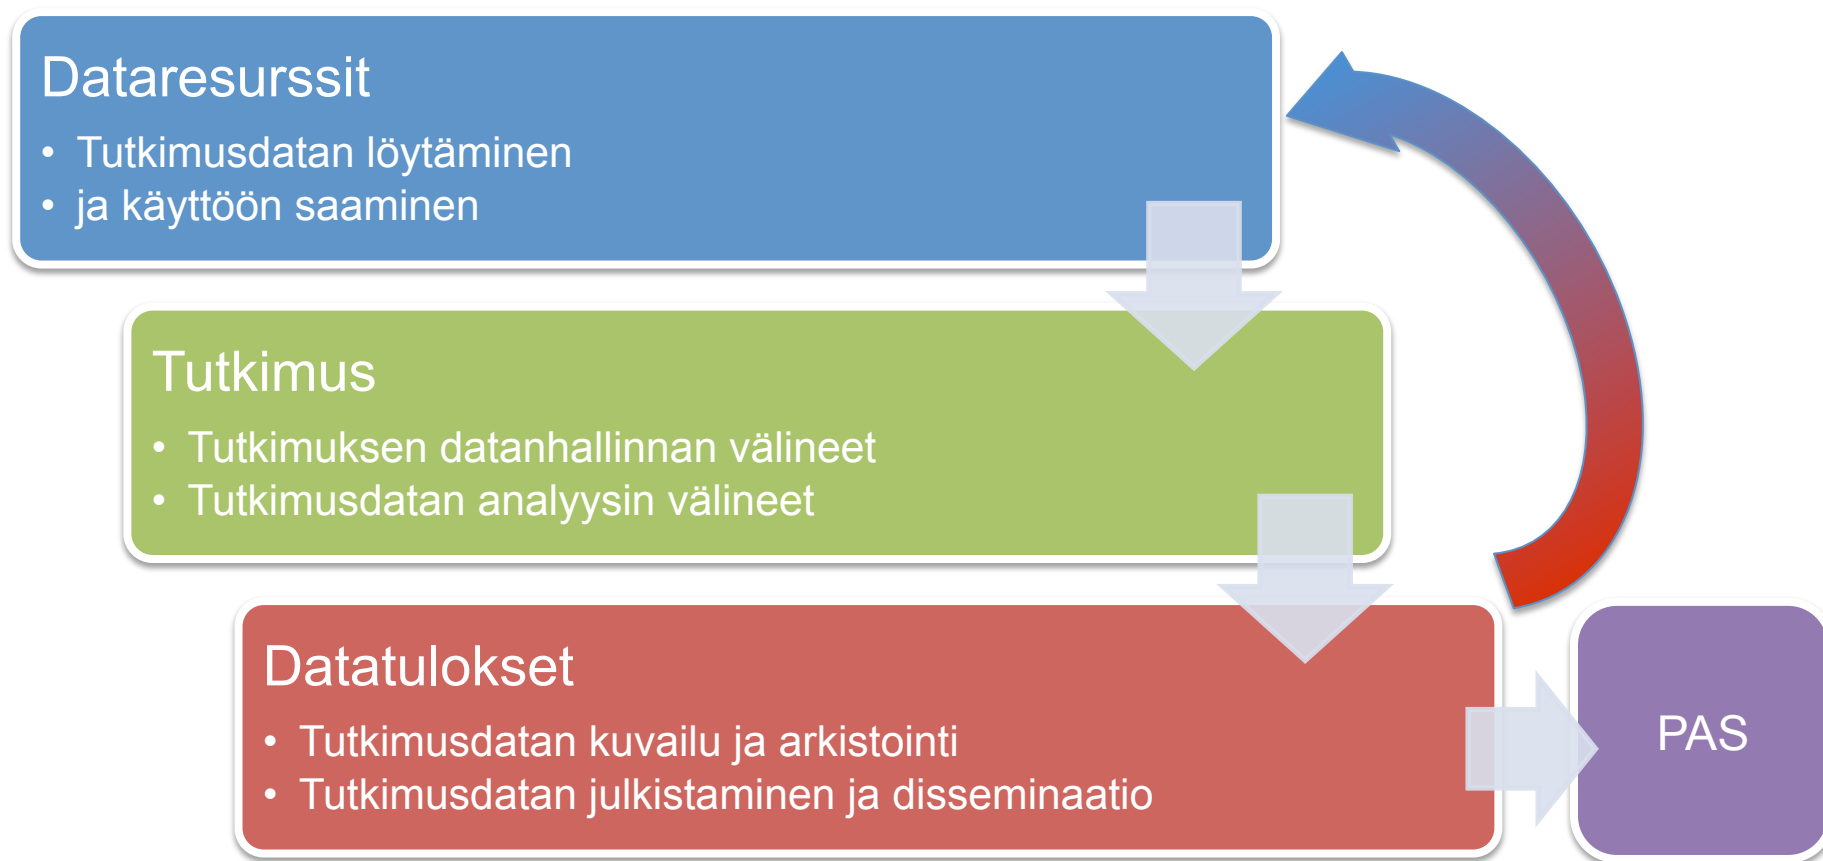 Dataresurssit
• Tutkimusdatan löytäminen
• ja käyttöön saaminen
Tutkimus
• Tutkimuksen datanhallinnan välineet
• Tutkimusdatan analyysin välineet
Datatulokset
• Tutkimusdatan kuvailu ja arkistointi
• Tutkimusdatan julkistaminen ja disseminaatio
PAS